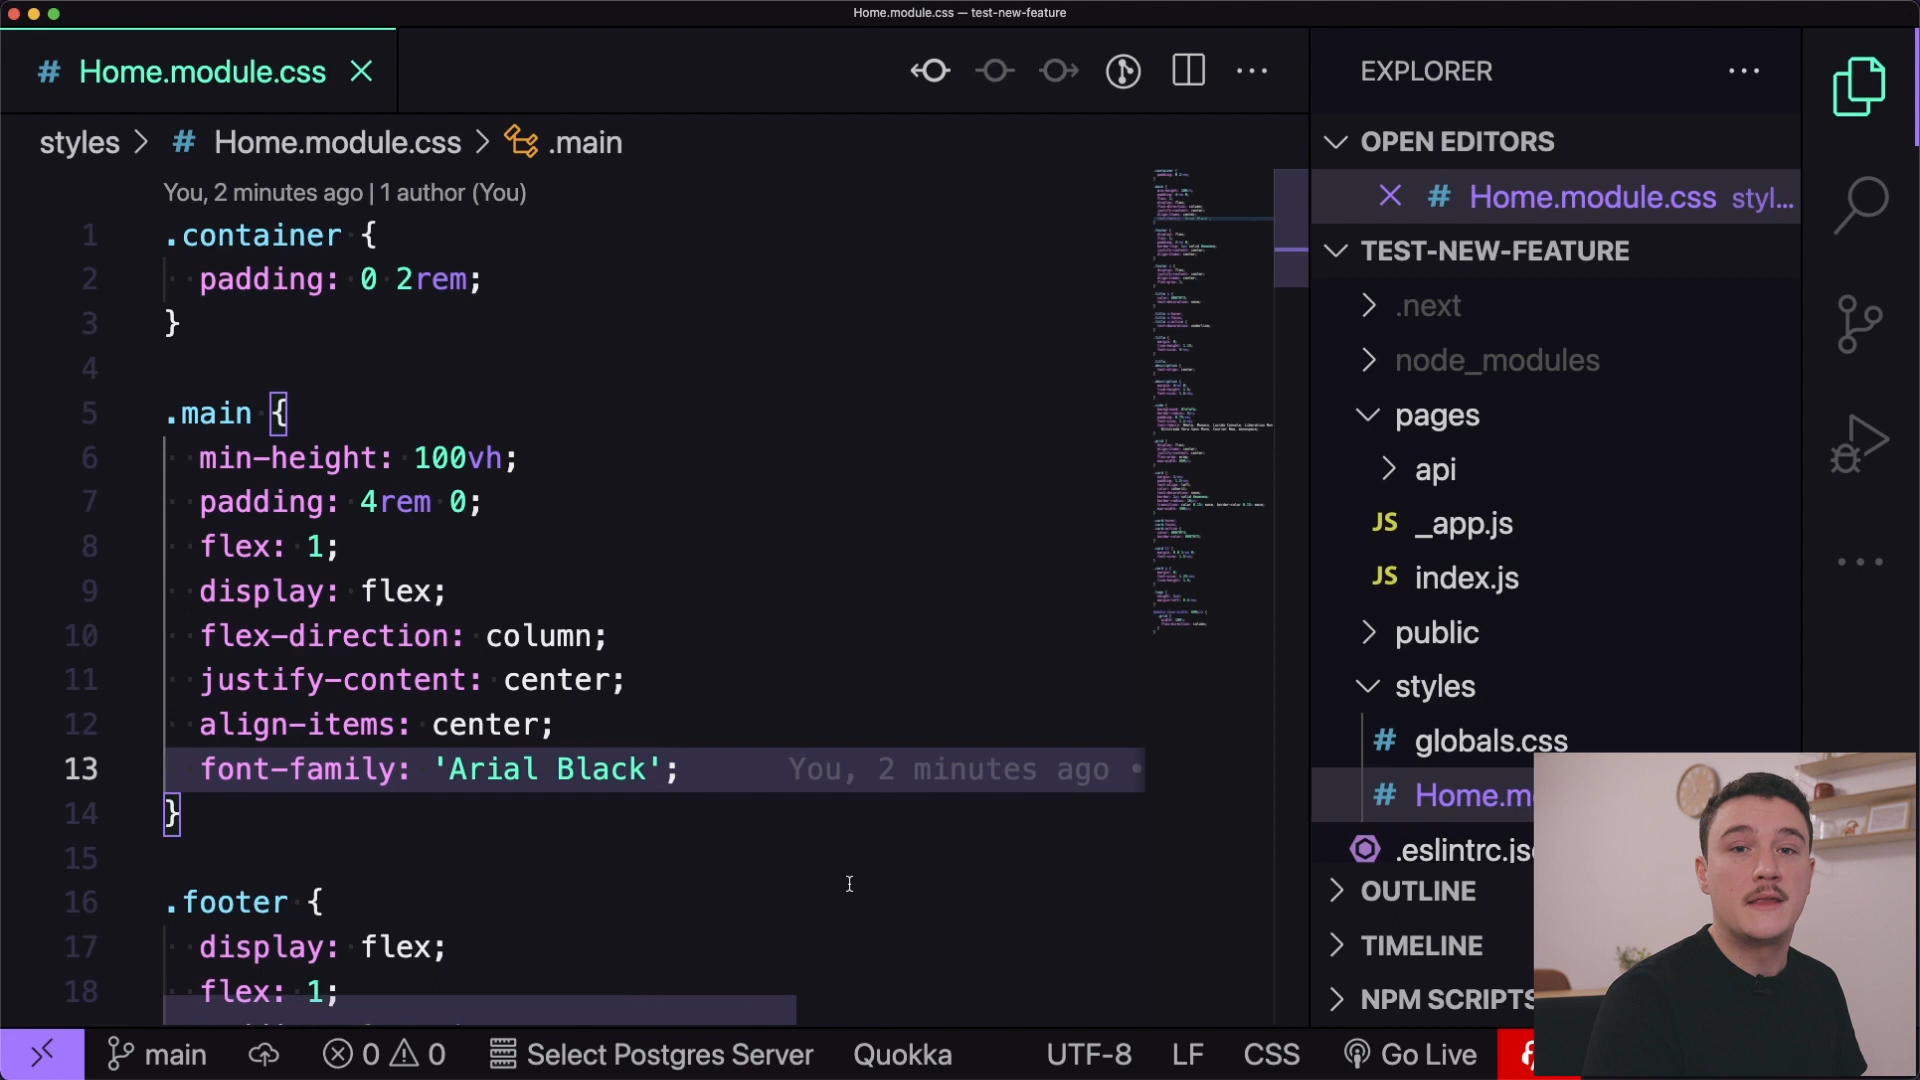 Home.module.css — test-new-feature
# Home.module.css
EXPLORER
styles > # Home.module.css > .main
OPEN EDITORS
# Home.module.css styl...
TEST-NEW-FEATURE
.next
node_modules
pages
api
JS _app.js
JS index.js
public
styles
# globals.css
# Home.m
.eslintrc.js
OUTLINE
TIMELINE
NPM SCRIPTS
You, 2 minutes ago | 1 author (You)
1 .container {
2 padding: 0 2rem;
3 }
4
5 .main {
6 min-height: 100vh;
7 padding: 4rem 0;
8 flex: 1;
9 display: flex;
10 flex-direction: column;
11 justify-content: center;
12 align-items: center;
13 font-family: 'Arial Black'; You, 2 minutes ago •
14 }
15
16 .footer {
17 display: flex;
18 flex: 1;
main 0 0 Select Postgres Server Quokka UTF-8 LF CSS Go Live